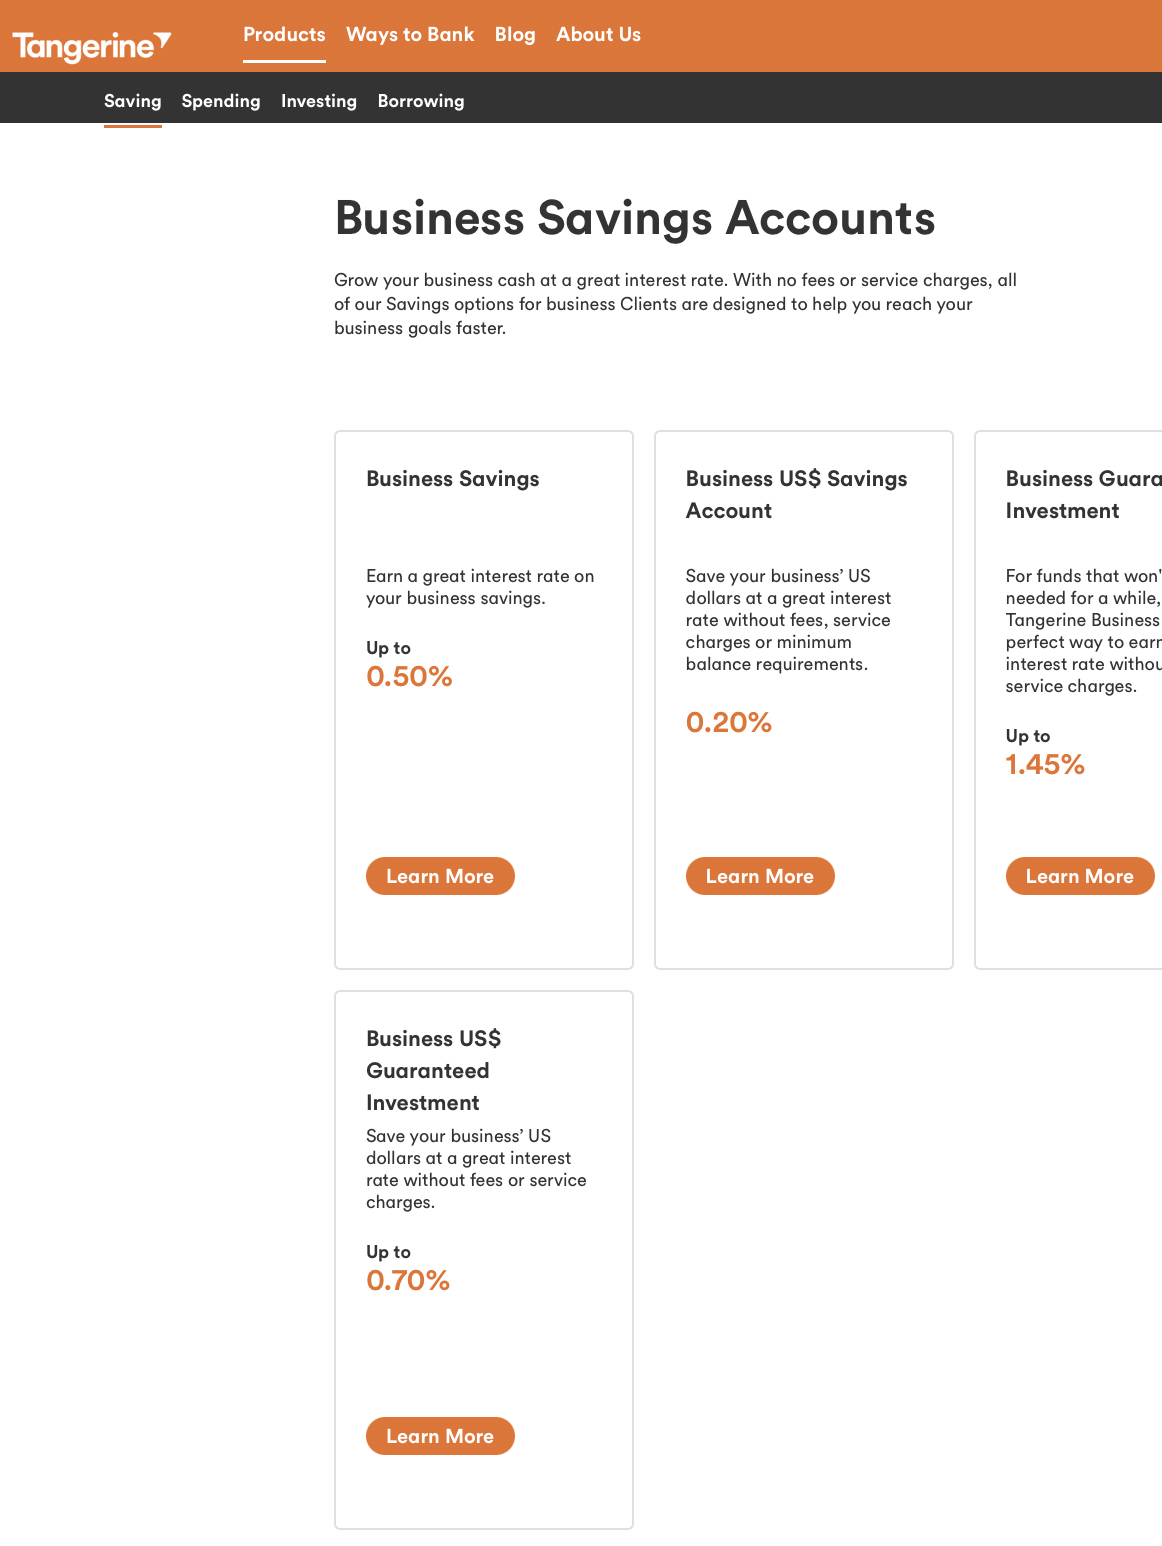 Tangerine
Products Ways to Bank Blog About Us
Saving Spending Investing Borrowing
Business Savings Accounts
Grow your business cash at a great interest rate. With no fees or service charges, all
of our Savings options for business Clients are designed to help you reach your
business goals faster.
Business Savings
Earn a great interest rate on
your business savings.
Up to
0.50%
Learn More
Business US$ Savings
Account
Save your business’ US
dollars at a great interest
rate without fees, service
charges or minimum
balance requirements.
0.20%
Learn More
Business
Investment
For funds that won'
needed for a while,
Tangerine Business
perfect way to earn
interest rate
service charges.
Up to
1.45%
Learn More
Business US$
Guaranteed
Investment
Save your business’ US
dollars at a great interest
rate without fees or service
charges.
Up to
0.70%
Learn More